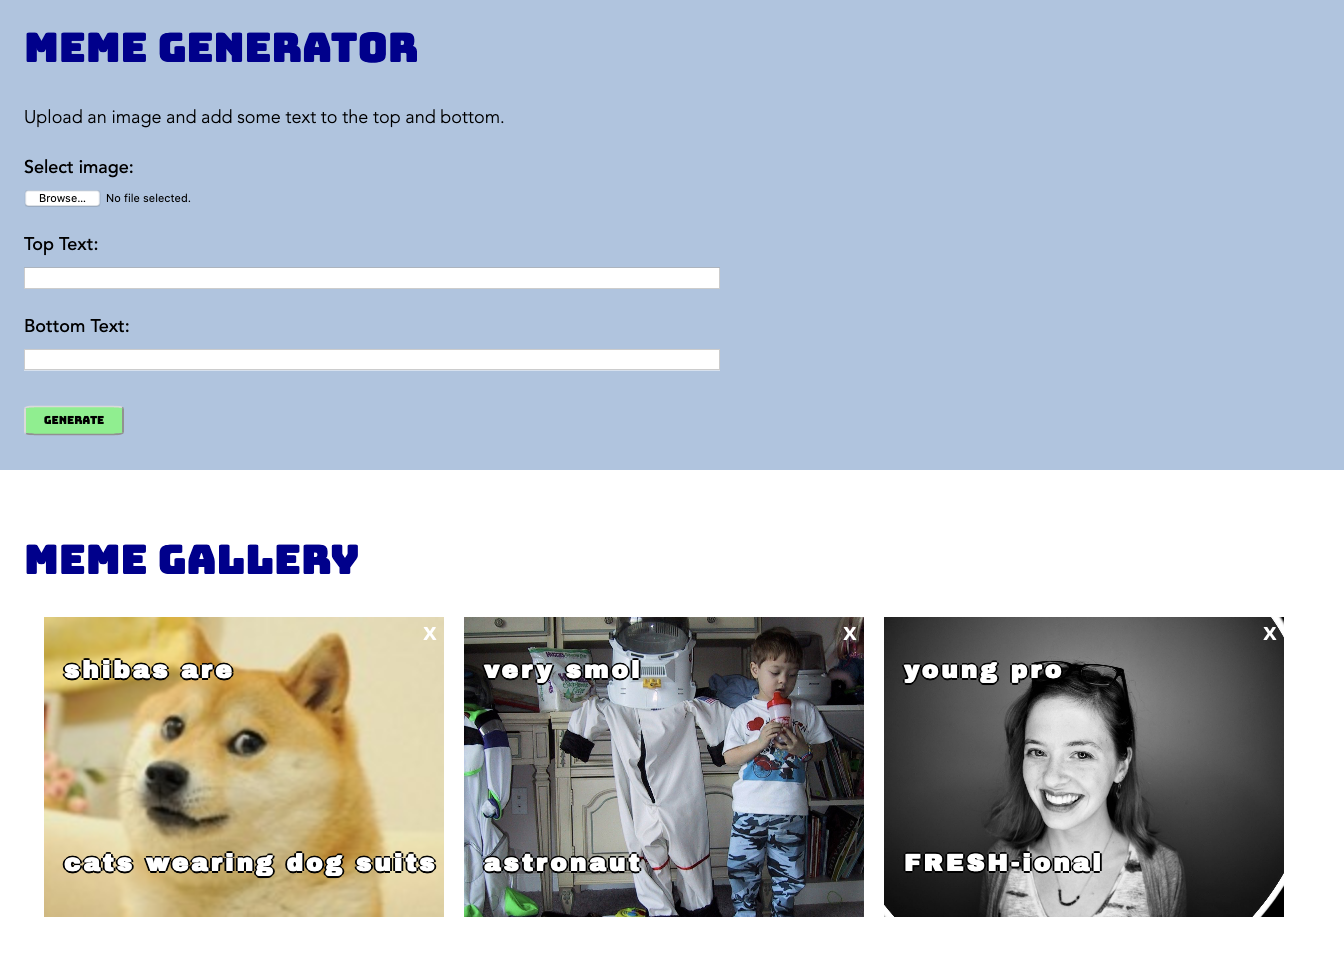 MEME GENERATOR
Upload an image and add some text to the top and bottom.
Select image:
Browse... No file selected.
Top Text:
Bottom Text:
GENERATE
MEME GALLERY
X
shibas are
cats wearing dog suits
X
very smol
astronaut
X
young pro
FRESH-ional